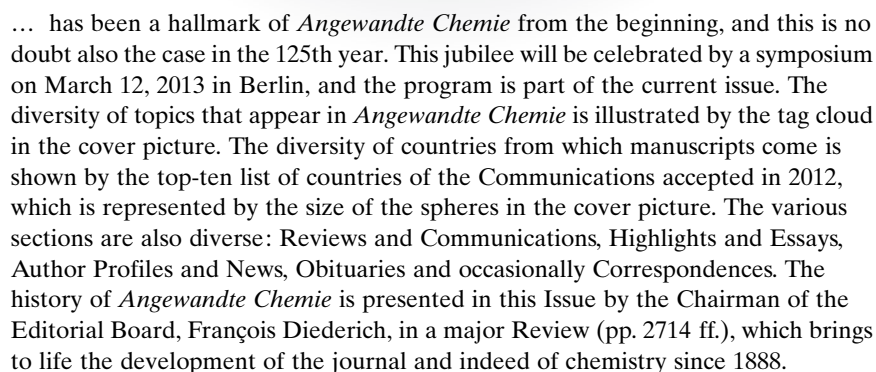 … has been a hallmark of Angewandte Chemie from the beginning, and this is no
doubt also the case in the 125th year. This jubilee will be celebrated by a symposium
on March 12, 2013 in Berlin, and the program is part of the current issue. The
diversity of topics that appear in Angewandte Chemie is illustrated by the tag cloud
in the cover picture. The diversity of countries from which manuscripts come is
shown by the top-ten list of countries of the Communications accepted in 2012,
which is represented by the size of the spheres in the cover picture. The various
sections are also diverse: Reviews and Communications, Highlights and Essays,
Author Profiles and News, Obituaries and occasionally Correspondences. The
history of Angewandte Chemie is presented in this Issue by the Chairman of the
Editorial Board, François Diederich, in a major Review (pp. 2714 ff.), which brings
to life the development of the journal and indeed of chemistry since 1888.